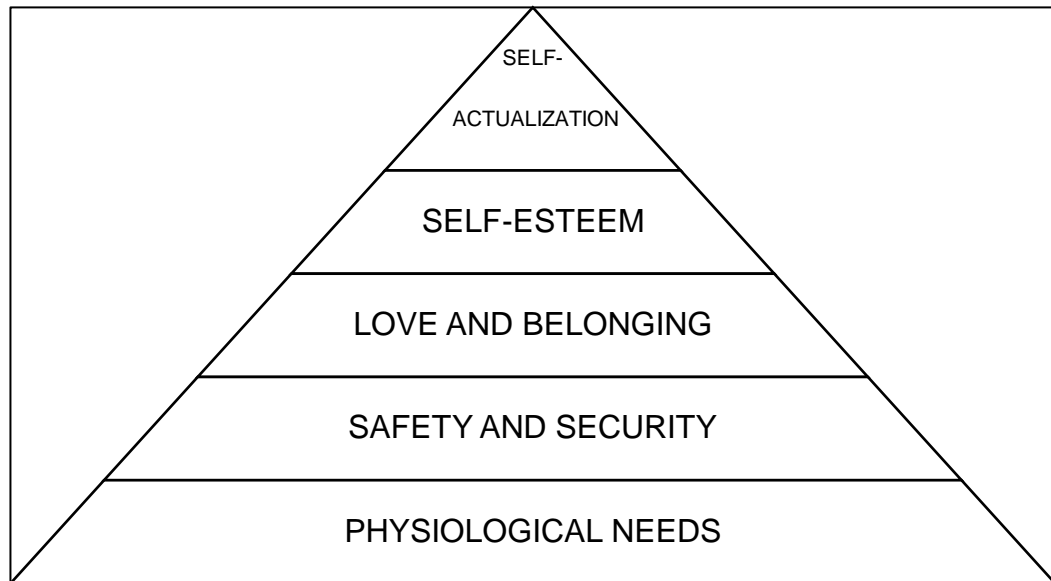 SELF-
ACTUALIZATION
SELF-ESTEEM
LOVE AND BELONGING
SAFETY AND SECURITY
PHYSIOLOGICAL NEEDS